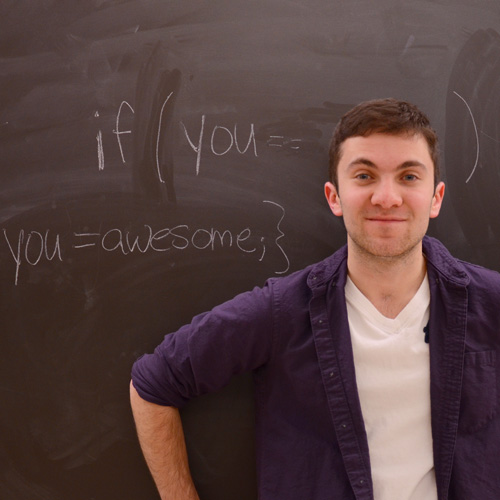 if (you == )
you = awesome;}